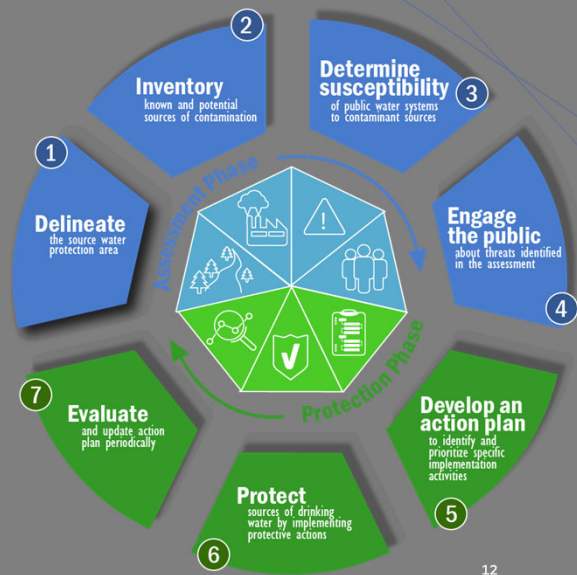 1
Delineate
the source water
protection area
2
Inventory
known and potential
sources of contamination
3
Determine
susceptibility
of public water systems
to contaminant sources
4
Engage
the public
about threats identified
in the assessment
5
Develop an
action plan
to identify and
prioritize specific
implementation
activities
6
Protect
sources of drinking
water by implementing
protective actions
7
Evaluate
and update action
plan periodically
Assessment Phase
!
Protection Phase
12